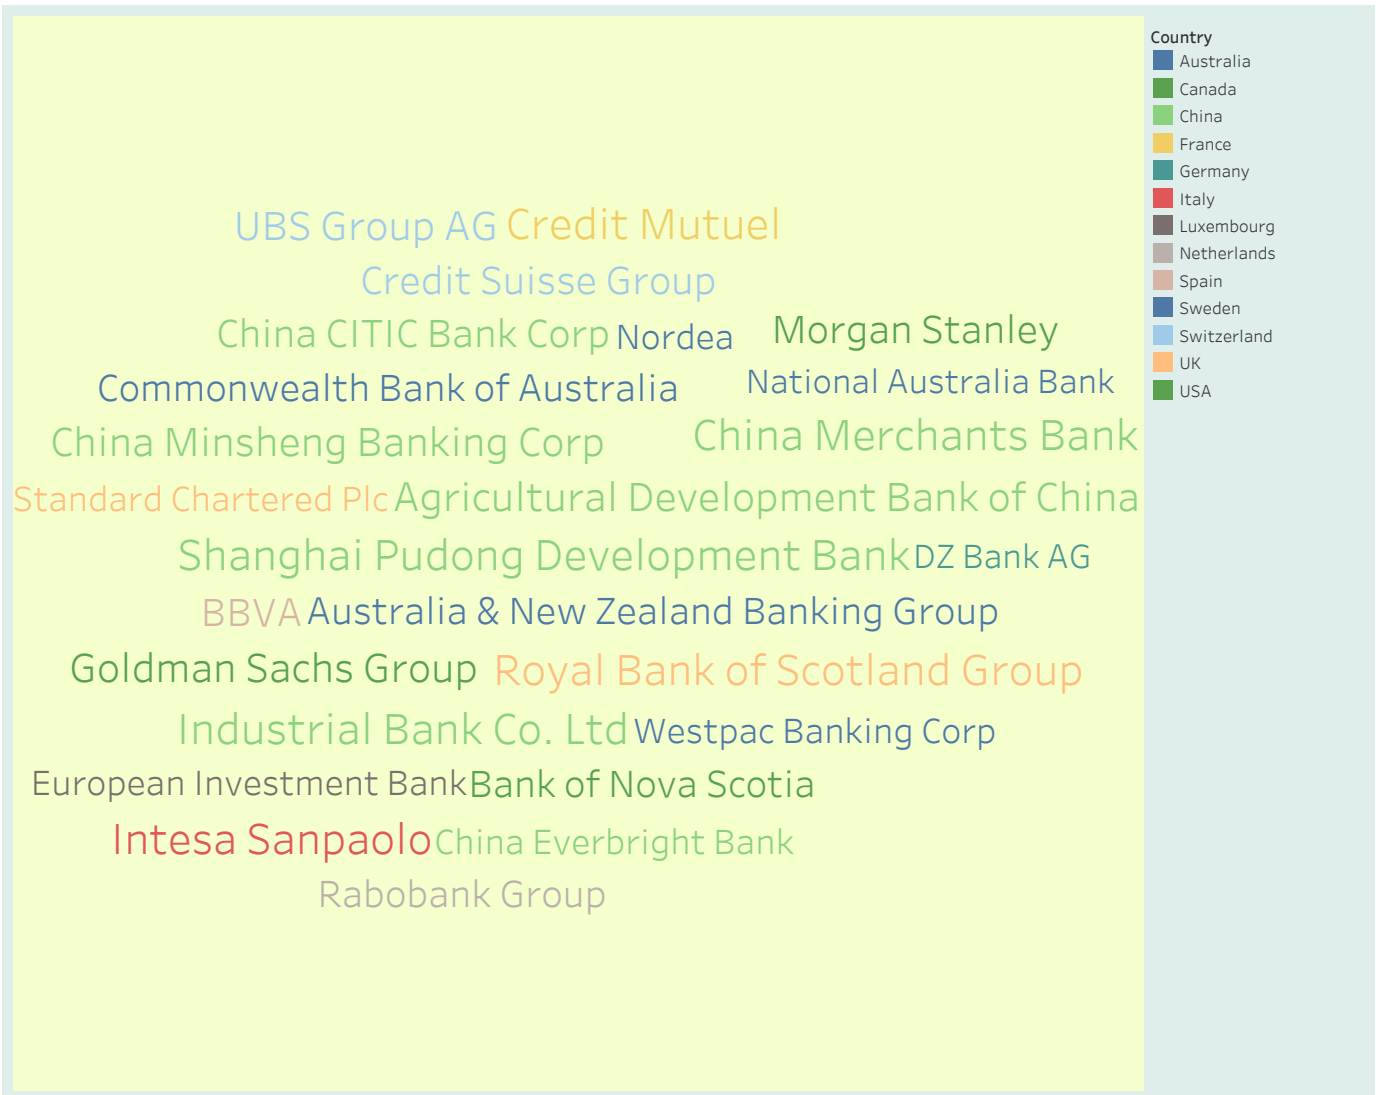 UBS Group AG Credit Mutuel
Credit Suisse Group
China CITIC Bank Corp Nordea Morgan Stanley
Commonwealth Bank of Australia National Australia Bank
China Minsheng Banking Corp China Merchants Bank
Standard Chartered Plc Agricultural Development Bank of China
Shanghai Pudong Development Bank DZ Bank AG
BBVA Australia & New Zealand Banking Group
Goldman Sachs Group Royal Bank of Scotland Group
Industrial Bank Co. Ltd Westpac Banking Corp
European Investment Bank Bank of Nova Scotia
Intesa Sanpaolo China Everbright Bank
Rabobank Group
Country
Australia
Canada
China
France
Germany
Italy
Luxembourg
Netherlands
Spain
Sweden
Switzerland
UK
USA